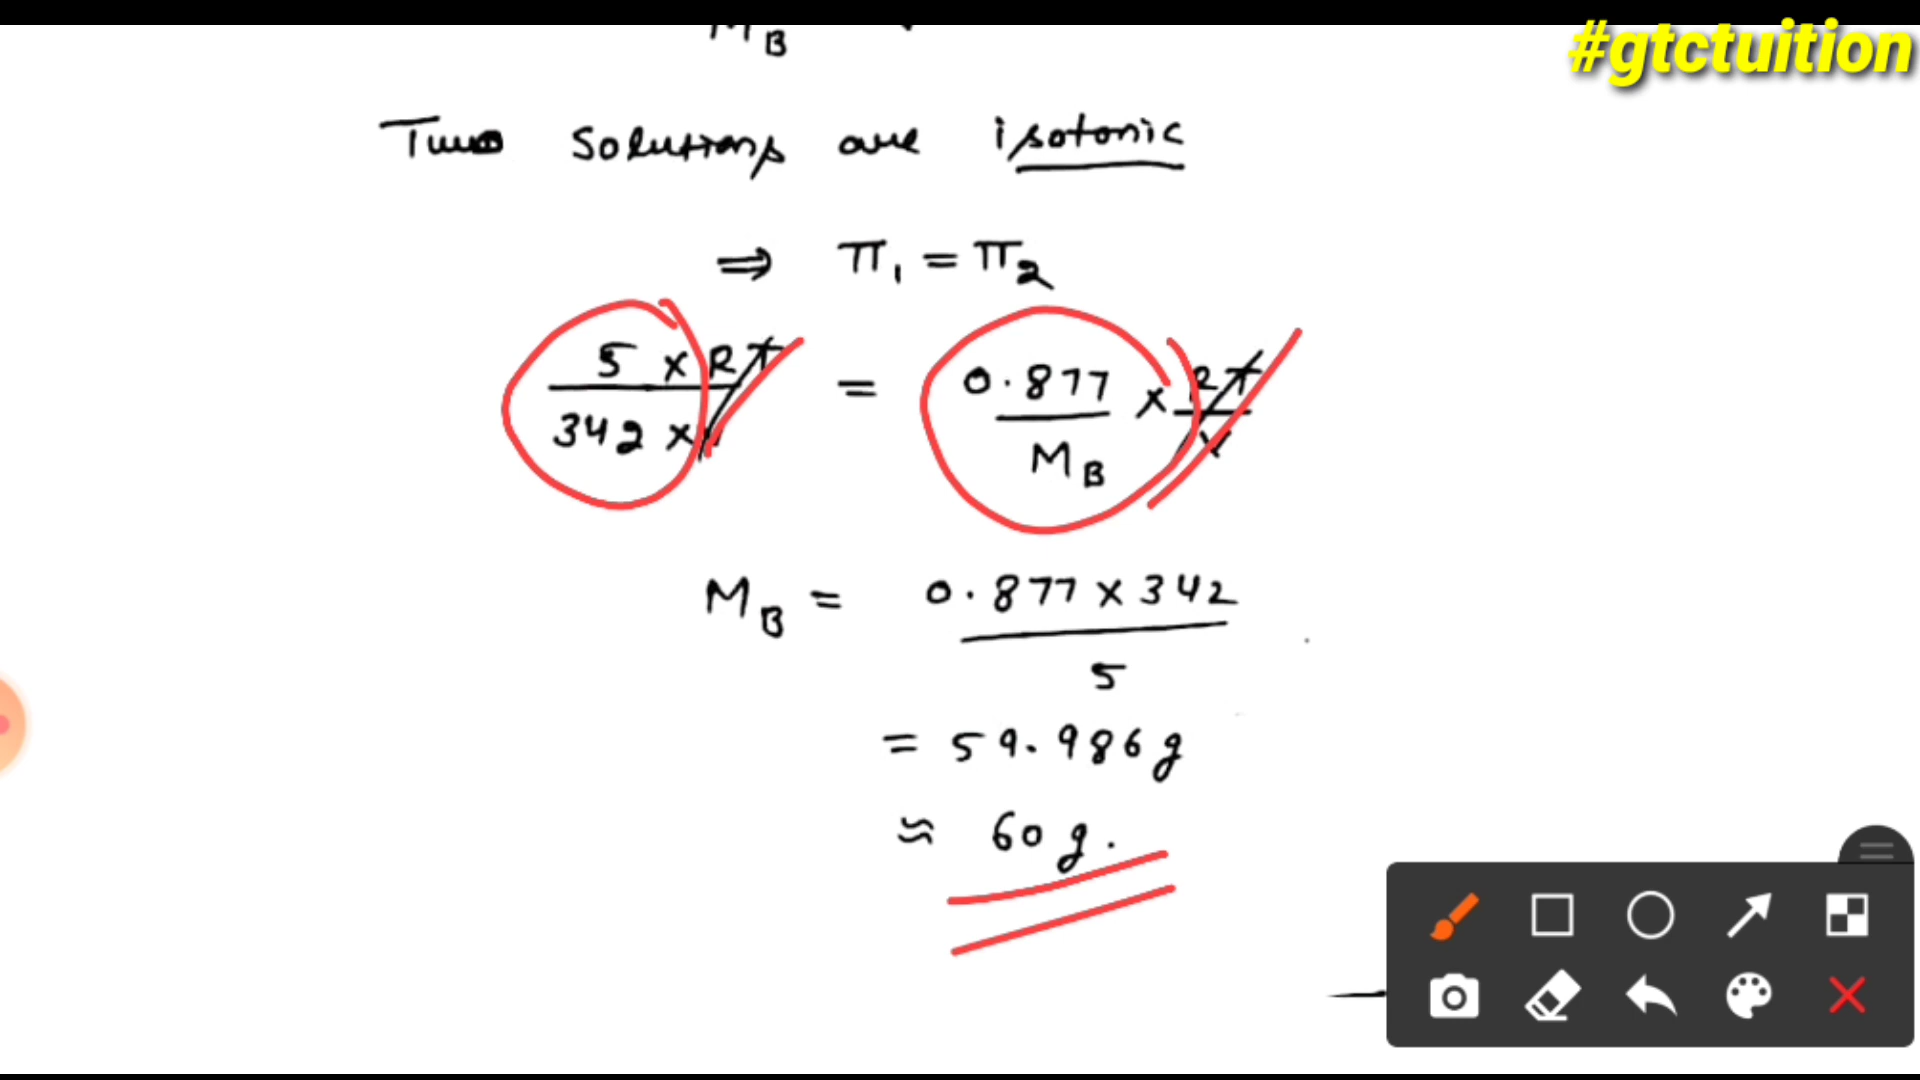 #gtctuition
M B
Two Solutions are isotonic
⇒ π₁ = π₂
5 × RT / 342 × V = 0.877 / M_B × RT / V
M_B = 0.877 × 342 / 5
= 59.986 g
≈ 60 g.